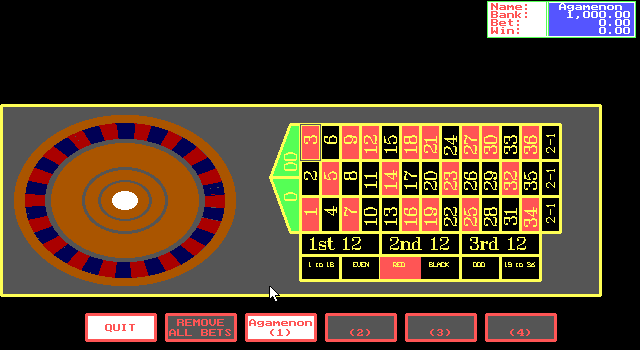 Name: Agamenon
Bank: 1,000.00
Bet: 0.00
Win: 0.00
3 6 9 12 15 18 21 24 27 30 33 36 2-1
00
2 5 8 11 14 17 20 23 26 29 32 35 2-1
0
1 4 7 10 13 16 19 22 25 28 31 34 2-1
1st 12 2nd 12 3rd 12
1 to 18 EVEN RED BLACK ODD 19 to 36
QUIT
REMOVE
ALL BETS
Agamenon
(1)
(2)
(3)
(4)